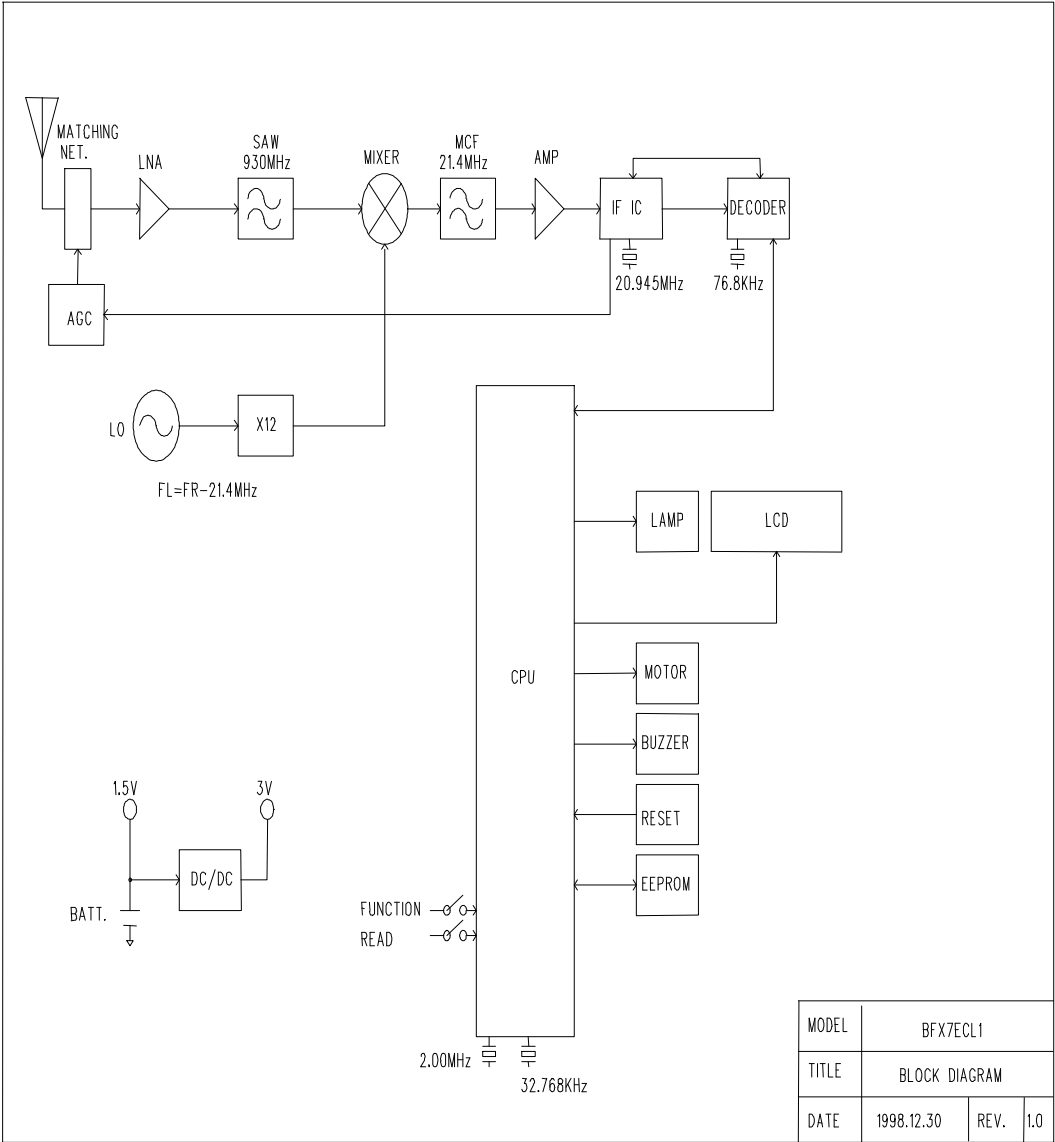 MATCHING
NET.
LNA
SAW
930MHz
MIXER
MCF
21.4MHz
AMP
IF IC
DECODER
20.945MHz
76.8KHz
AGC
LO
X12
FL=FR-21.4MHz
LAMP
LCD
CPU
MOTOR
BUZZER
RESET
EEPROM
1.5V
3V
DC/DC
BATT.
FUNCTION
READ
2.00MHz
32.768KHz
MODEL BFX7ECL1
TITLE BLOCK DIAGRAM
DATE 1998.12.30 REV. 1.0